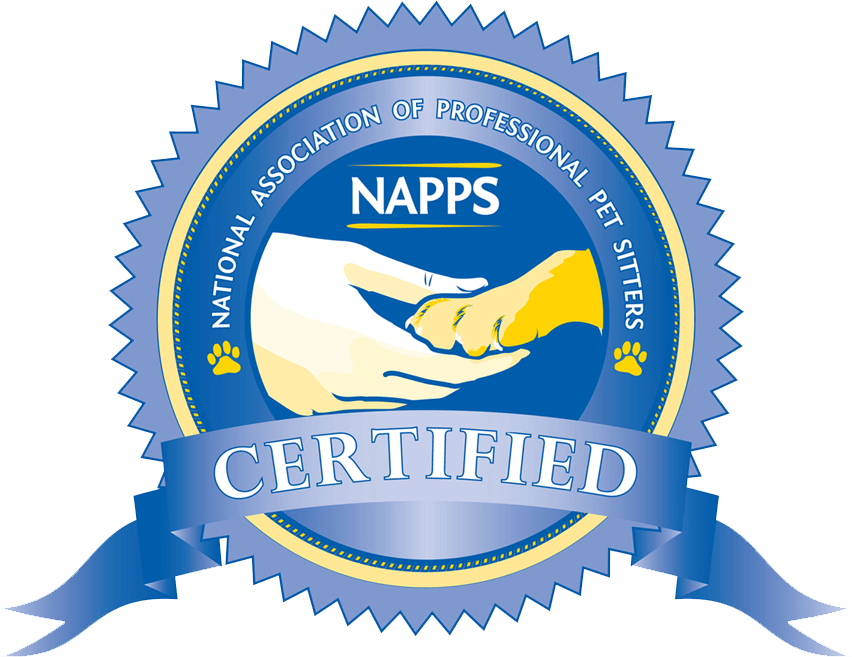 NATIONAL ASSOCIATION OF PROFESSIONAL PET SITTERS
NAPPS
CERTIFIED